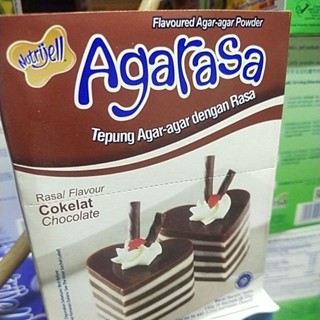 Flavoured Agar-agar Powder
Nutrijell
Agarasa
Tepung Agar-agar dengan Rasa
Rasa/ Flavour
Cokelat
Chocolate